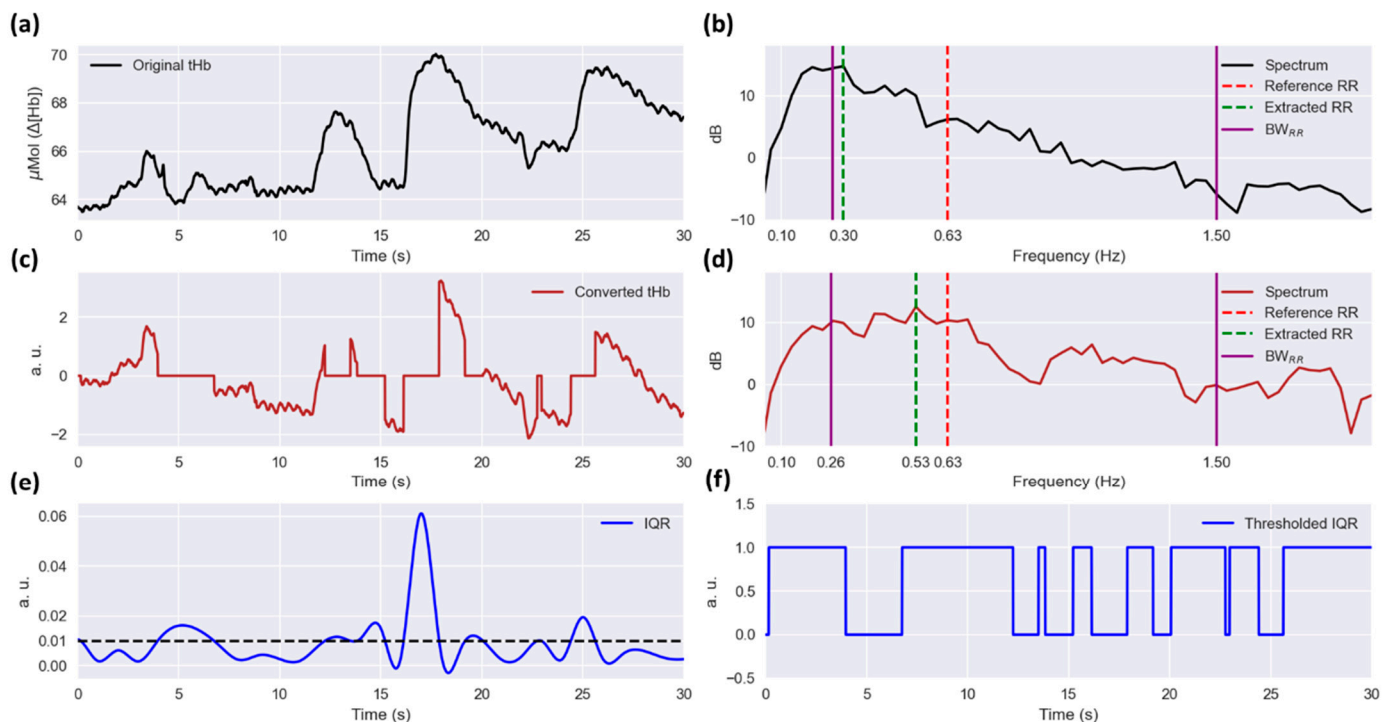 (a)
70
68
66
64
μMol (Δ[Hb])
Original tHb
0 5 10 15 20 25 30
Time (s)
(b)
10
0
−10
dB
Spectrum
Reference RR
Extracted RR
BWRR
0.10 0.30 0.63 1.50
Frequency (Hz)
(c)
2
0
−2
a. u.
Converted tHb
0 5 10 15 20 25 30
Time (s)
(d)
10
0
−10
dB
Spectrum
Reference RR
Extracted RR
BWRR
0.10 0.26 0.53 0.63 1.50
Frequency (Hz)
(e)
0.06
0.04
0.02
0.01
0.00
a. u.
IQR
0 5 10 15 20 25 30
Time (s)
(f)
1.5
1.0
0.5
0.0
−0.5
a. u.
Thresholded IQR
0 5 10 15 20 25 30
Time (s)